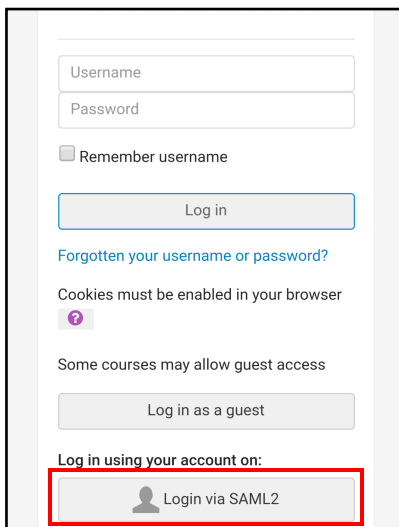 Username
Password
Remember username
Log in
Forgotten your username or password?
Cookies must be enabled in your browser
?
Some courses may allow guest access
Log in as a guest
Log in using your account on:
Login via SAML2